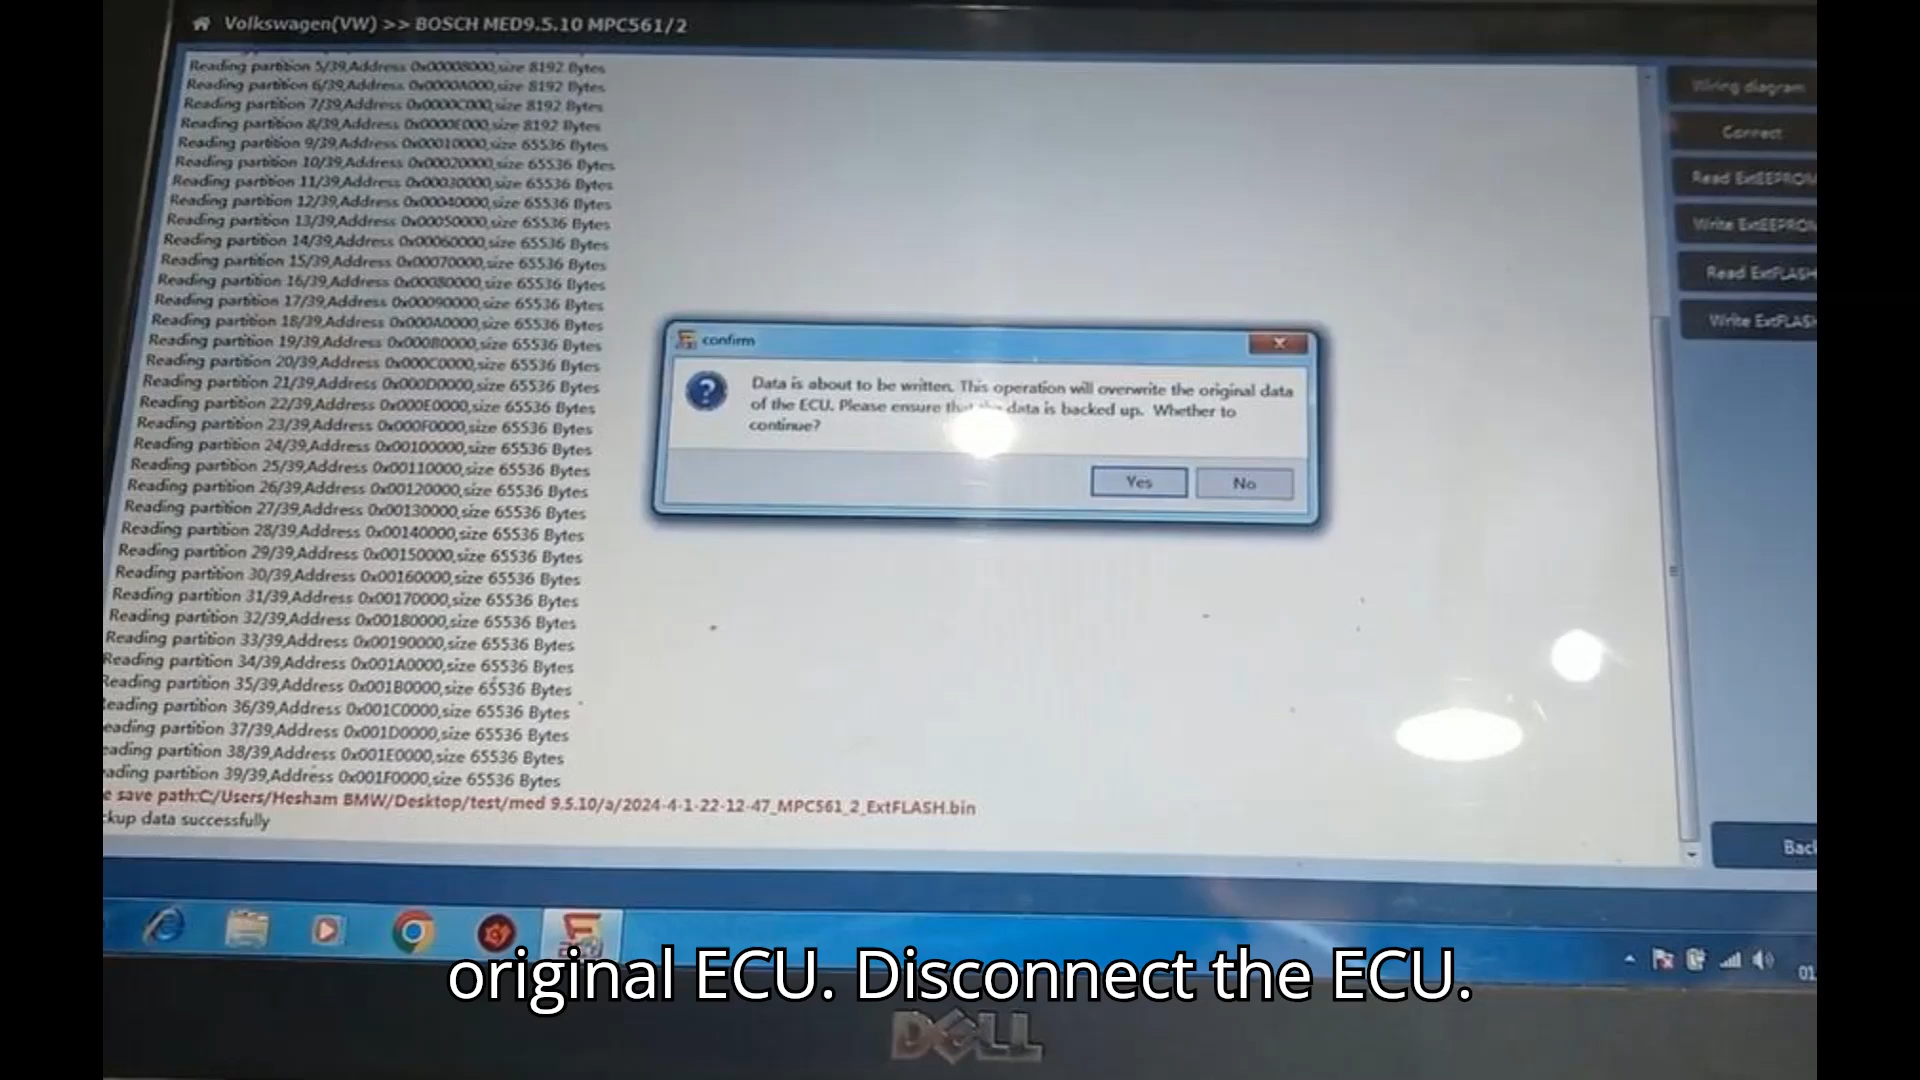 Volkswagen(VW) >> BOSCH MED9.5.10 MPC561/2
Reading partition 5/39,Address 0x00008000,size 8192 Bytes
Reading partition 6/39,Address 0x0000A000,size 8192 Bytes
Reading partition 7/39,Address 0x0000C000,size 8192 Bytes
Reading partition 8/39,Address 0x0000E000,size 8192 Bytes
Reading partition 9/39,Address 0x00010000,size 65536 Bytes
Reading partition 10/39,Address 0x00020000,size 65536 Bytes
Reading partition 11/39,Address 0x00030000,size 65536 Bytes
Reading partition 12/39,Address 0x00040000,size 65536 Bytes
Reading partition 13/39,Address 0x00050000,size 65536 Bytes
Reading partition 14/39,Address 0x00060000,size 65536 Bytes
Reading partition 15/39,Address 0x00070000,size 65536 Bytes
Reading partition 16/39,Address 0x00080000,size 65536 Bytes
Reading partition 17/39,Address 0x00090000,size 65536 Bytes
Reading partition 18/39,Address 0x000A0000,size 65536 Bytes
Reading partition 19/39,Address 0x000B0000,size 65536 Bytes
Reading partition 20/39,Address 0x000C0000,size 65536 Bytes
Reading partition 21/39,Address 0x000D0000,size 65536 Bytes
Reading partition 22/39,Address 0x000E0000,size 65536 Bytes
Reading partition 23/39,Address 0x000F0000,size 65536 Bytes
Reading partition 24/39,Address 0x00100000,size 65536 Bytes
Reading partition 25/39,Address 0x00110000,size 65536 Bytes
Reading partition 26/39,Address 0x00120000,size 65536 Bytes
Reading partition 27/39,Address 0x00130000,size 65536 Bytes
Reading partition 28/39,Address 0x00140000,size 65536 Bytes
Reading partition 29/39,Address 0x00150000,size 65536 Bytes
Reading partition 30/39,Address 0x00160000,size 65536 Bytes
Reading partition 31/39,Address 0x00170000,size 65536 Bytes
Reading partition 32/39,Address 0x00180000,size 65536 Bytes
Reading partition 33/39,Address 0x00190000,size 65536 Bytes
Reading partition 34/39,Address 0x001A0000,size 65536 Bytes
Reading partition 35/39,Address 0x001B0000,size 65536 Bytes
eading partition 36/39,Address 0x001C0000,size 65536 Bytes
eading partition 37/39,Address 0x001D0000,size 65536 Bytes
ading partition 38/39,Address 0x001E0000,size 65536 Bytes
ading partition 39/39,Address 0x001F0000,size 65536 Bytes
e save path:C:/Users/Hesham BMW/Desktop/test/med 9.5.10/a/2024-4-1-22-12-47_MPC561_2_ExtFLASH.bin
kup data successfully
confirm
Data is about to be written. This operation will overwrite the original data
of the ECU. Please ensure that the data is backed up. Whether to
continue?
Yes
No
Wiring diagram
Connect
Read ExtEEPROM
Write ExtEEPROM
Read ExtFLASH
Write ExtFLASH
Bac
01
original ECU. Disconnect the ECU.
DELL